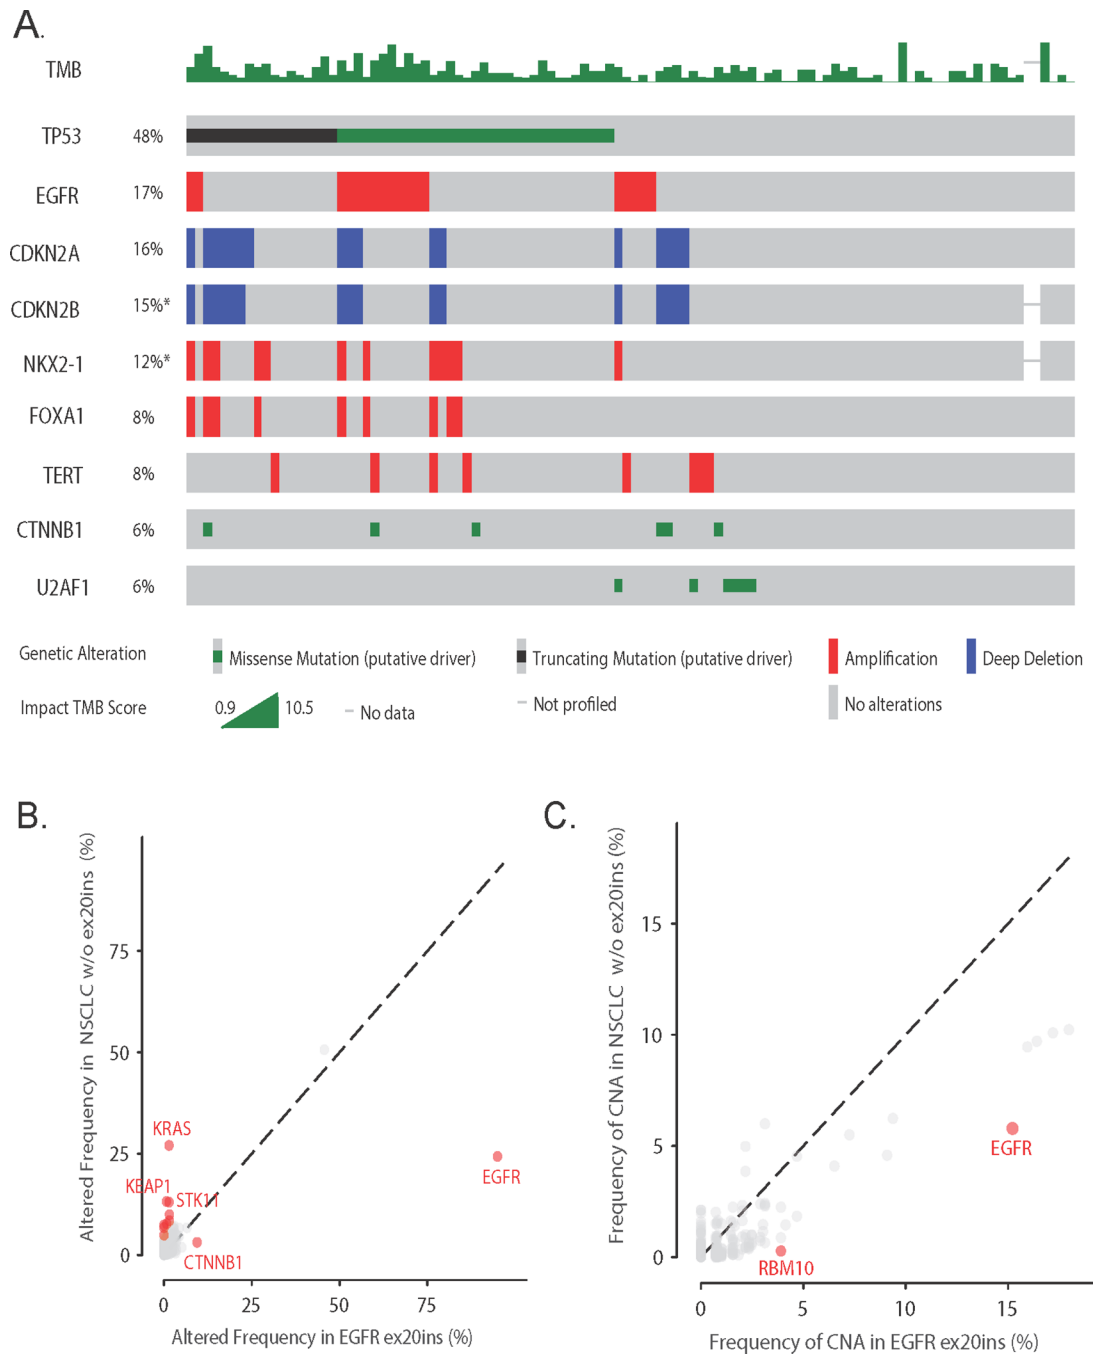 A.
TMB
TP53 48%
EGFR 17%
CDKN2A 16%
CDKN2B 15%*
NKX2-1 12%*
FOXA1 8%
TERT 8%
CTNNB1 6%
U2AF1 6%
Genetic Alteration Missense Mutation (putative driver) Truncating Mutation (putative driver) Amplification Deep Deletion
Impact TMB Score 0.9 10.5 No data Not profiled No alterations
B.
Altered Frequency in NSCLC w/o ex20ins (%)
75
50
25
0
KRAS
KEAP1
STK11
EGFR
CTNNB1
0 25 50 75
Altered Frequency in EGFR ex20ins (%)
C.
Frequency of CNA in NSCLC w/o ex20ins (%)
15
10
5
0
EGFR
RBM10
0 5 10 15
Frequency of CNA in EGFR ex20ins (%)